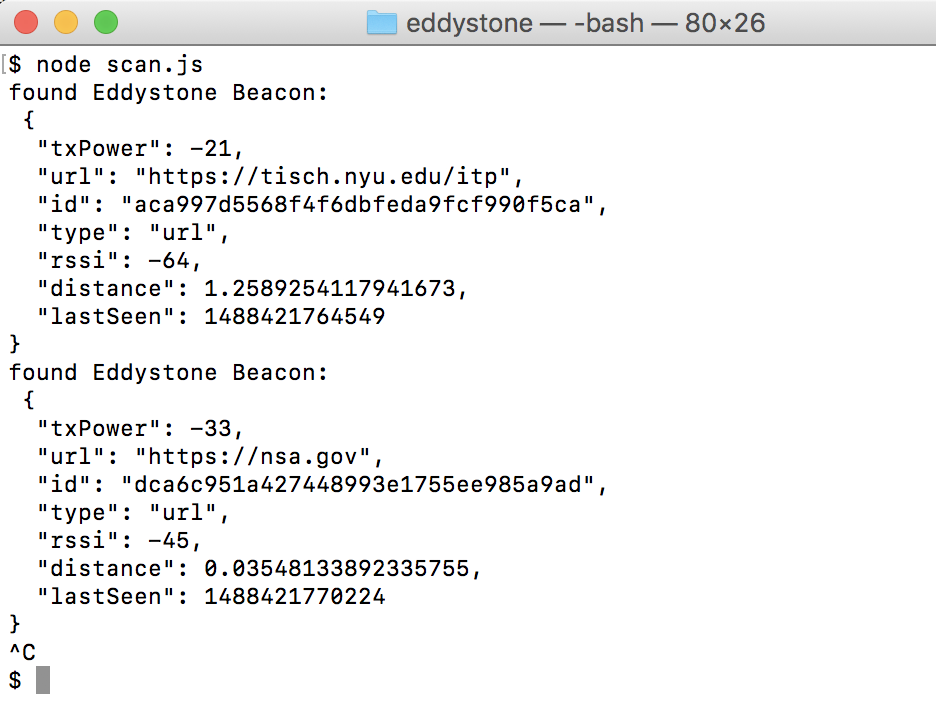 eddystone — -bash — 80×26
[$ node scan.js
found Eddystone Beacon:
 {
  "txPower": -21,
  "url": "https://tisch.nyu.edu/itp",
  "id": "aca997d5568f4f6dbfeda9fcf990f5ca",
  "type": "url",
  "rssi": -64,
  "distance": 1.2589254117941673,
  "lastSeen": 1488421764549
}
found Eddystone Beacon:
 {
  "txPower": -33,
  "url": "https://nsa.gov",
  "id": "dca6c951a427448993e1755ee985a9ad",
  "type": "url",
  "rssi": -45,
  "distance": 0.03548133892335755,
  "lastSeen": 1488421770224
}
^C
$